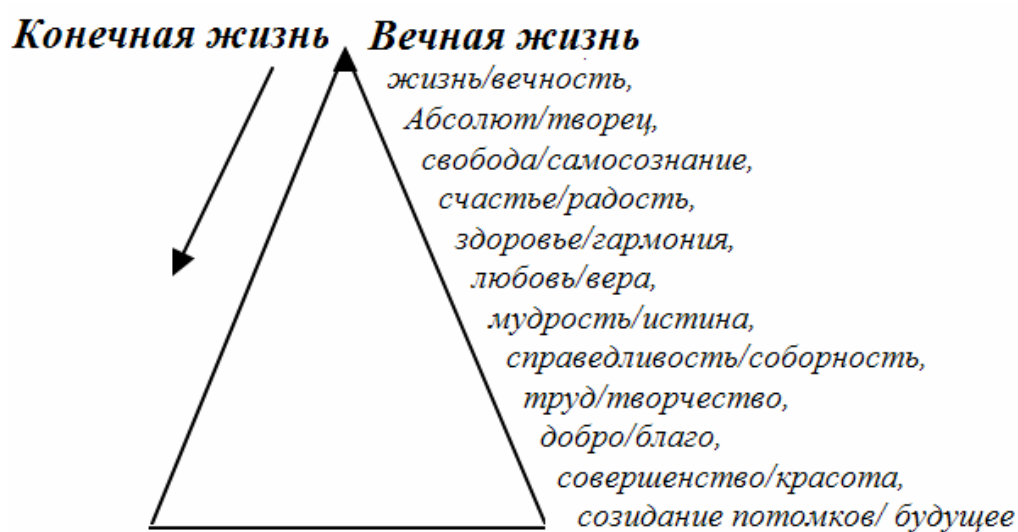 Конечная жизнь Вечная жизнь
жизнь/вечность,
Абсолют/творец,
свобода/самосознание,
счастье/радость,
здоровье/гармония,
любовь/вера,
мудрость/истина,
справедливость/соборность,
труд/творчество,
добро/благо,
совершенство/красота,
созидание потомков/ будущее